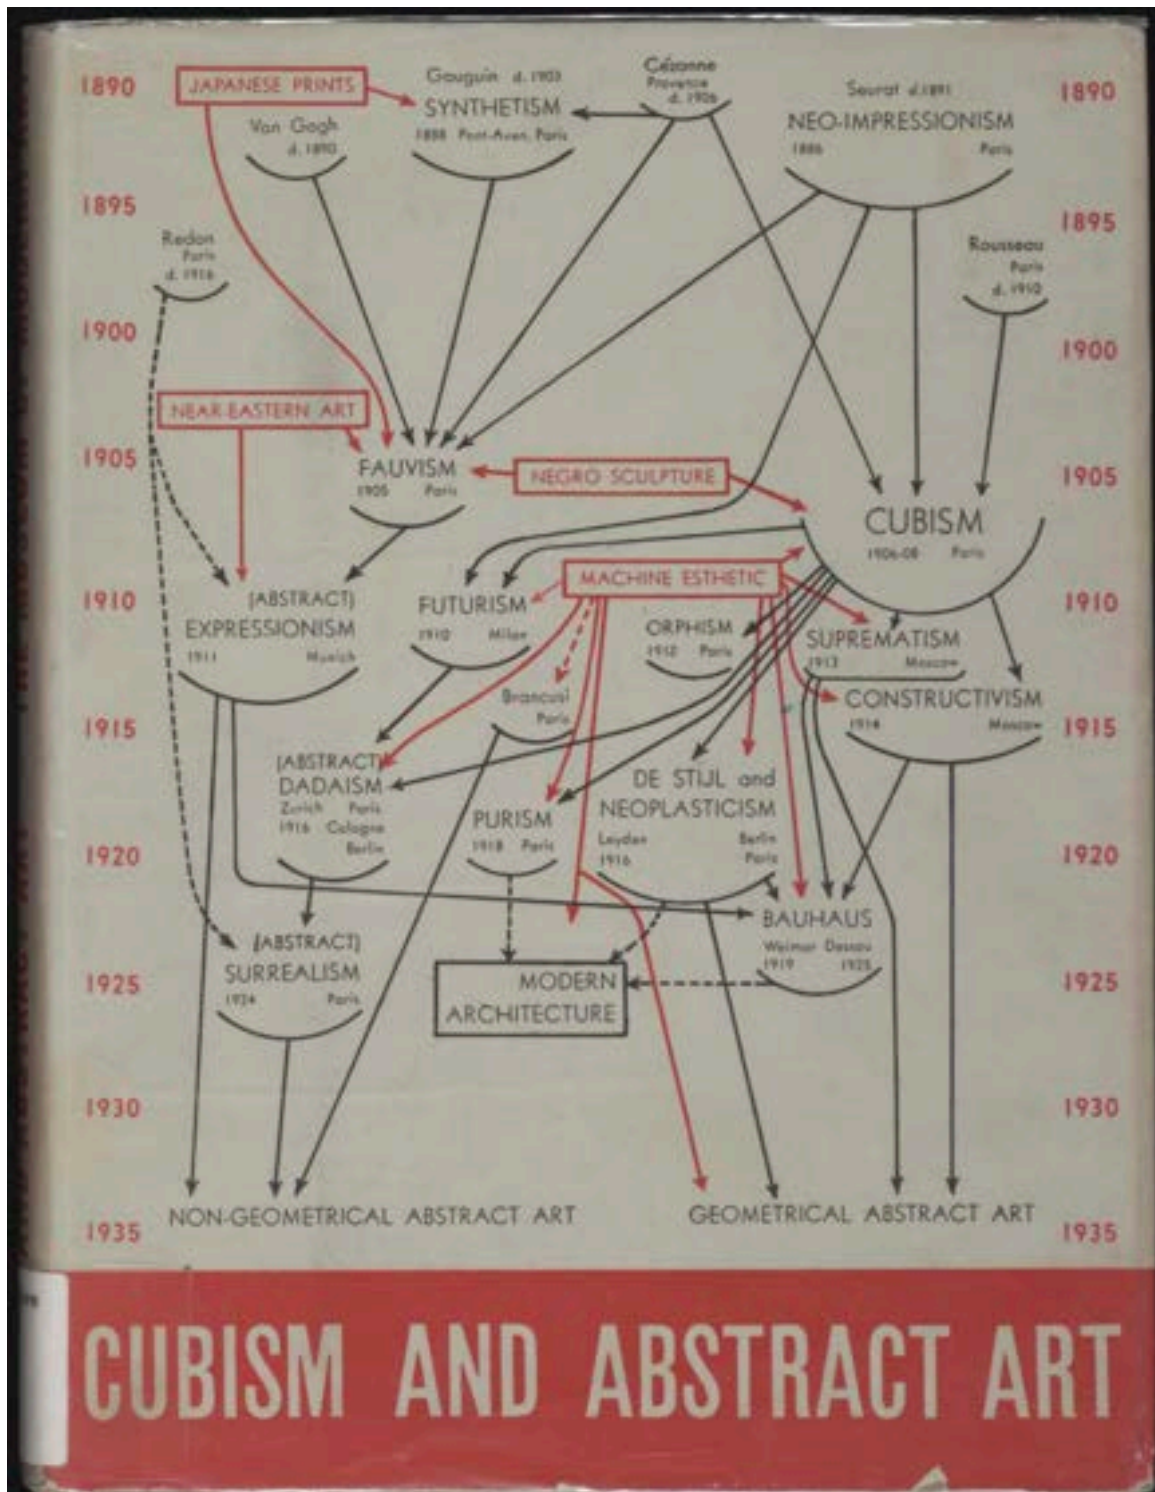 1890
JAPANESE PRINTS
Gauguin d. 1903
SYNTHETISM
1888 Pont-Aven, Paris
Cézanne
Provence
d. 1906
Seurat d.1891
NEO-IMPRESSIONISM
1886 Paris
1890
Van Gogh
d. 1890
1895
1895
Redon
Paris
d. 1916
Rousseau
Paris
d. 1910
1900
1900
NEAR-EASTERN ART
1905
FAUVISM
1905 Paris
NEGRO SCULPTURE
1905
CUBISM
1906-08 Paris
1910
(ABSTRACT)
EXPRESSIONISM
1911 Munich
FUTURISM
1910 Milan
MACHINE ESTHETIC
ORPHISM
1912 Paris
SUPREMATISM
1913 Moscow
1910
Brancusi
Paris
CONSTRUCTIVISM
1914 Moscow
1915
1915
(ABSTRACT)
DADAISM
Zurich Paris
1916 Cologne
Berlin
PURISM
1918 Paris
DE STIJL and
NEOPLASTICISM
Leyden Berlin
1916 Paris
1920
1920
BAUHAUS
Weimar Dessau
1919 1925
(ABSTRACT)
SURREALISM
1924 Paris
MODERN
ARCHITECTURE
1925
1925
1930
1930
NON-GEOMETRICAL ABSTRACT ART
GEOMETRICAL ABSTRACT ART
1935
1935
CUBISM AND ABSTRACT ART